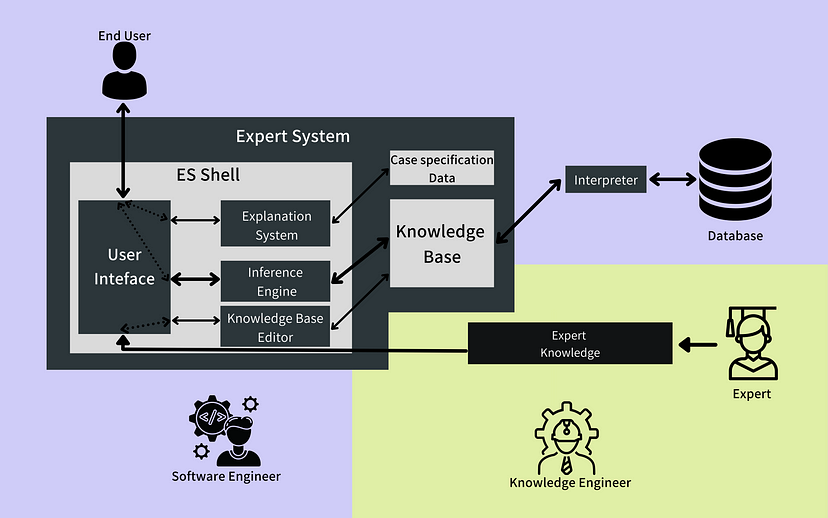 End User
Expert System
ES Shell
Case specification
Data
Explanation
System
User
Inteface
Knowledge
Base
Inference
Engine
Knowledge Base
Editor
Interpreter
Database
Expert
Knowledge
Expert
Software Engineer
Knowledge Engineer